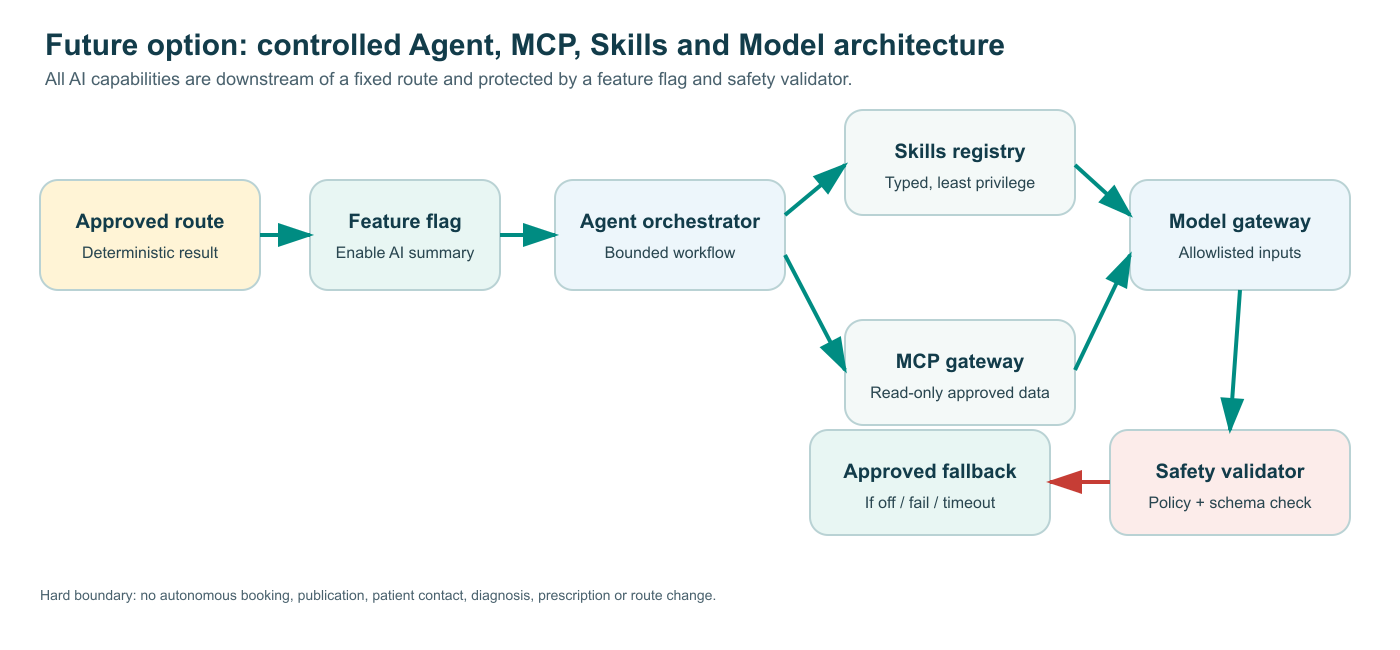 Future option: controlled Agent, MCP, Skills and Model architecture
All AI capabilities are downstream of a fixed route and protected by a feature flag and safety validator.
Approved route
Deterministic result
Feature flag
Enable AI summary
Agent orchestrator
Bounded workflow
Skills registry
Typed, least privilege
MCP gateway
Read-only approved data
Model gateway
Allowlisted inputs
Safety validator
Policy + schema check
Approved fallback
If off / fail / timeout
Hard boundary: no autonomous booking, publication, patient contact, diagnosis, prescription or route change.